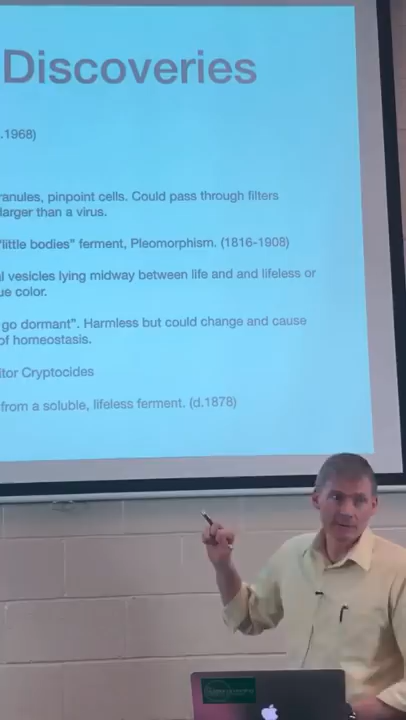 Discoveries
.1968)
ranules, pinpoint cells. Could pass through filters
larger than a virus.
"little bodies" ferment, Pleomorphism. (1816-1908)
l vesicles lying midway between life and and lifeless or
ue color.
go dormant". Harmless but could change and cause
of homeostasis.
itor Cryptocides
from a soluble, lifeless ferment. (d.1878)